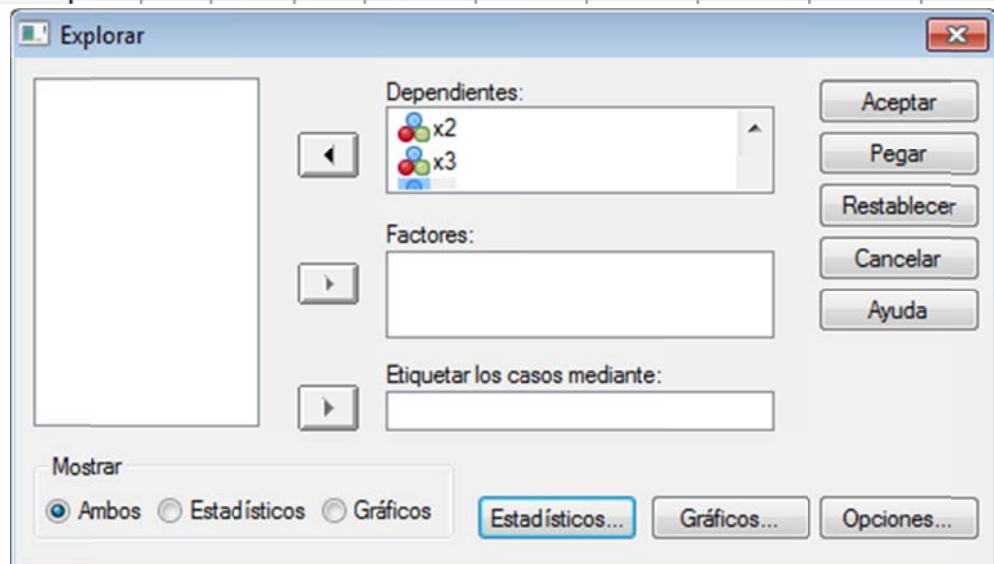 Explorar
Dependientes:
x2
x3
Factores:
Etiquetar los casos mediante:
Aceptar
Pegar
Restablecer
Cancelar
Ayuda
Mostrar
Ambos Estadísticos Gráficos
Estadísticos... Gráficos... Opciones...